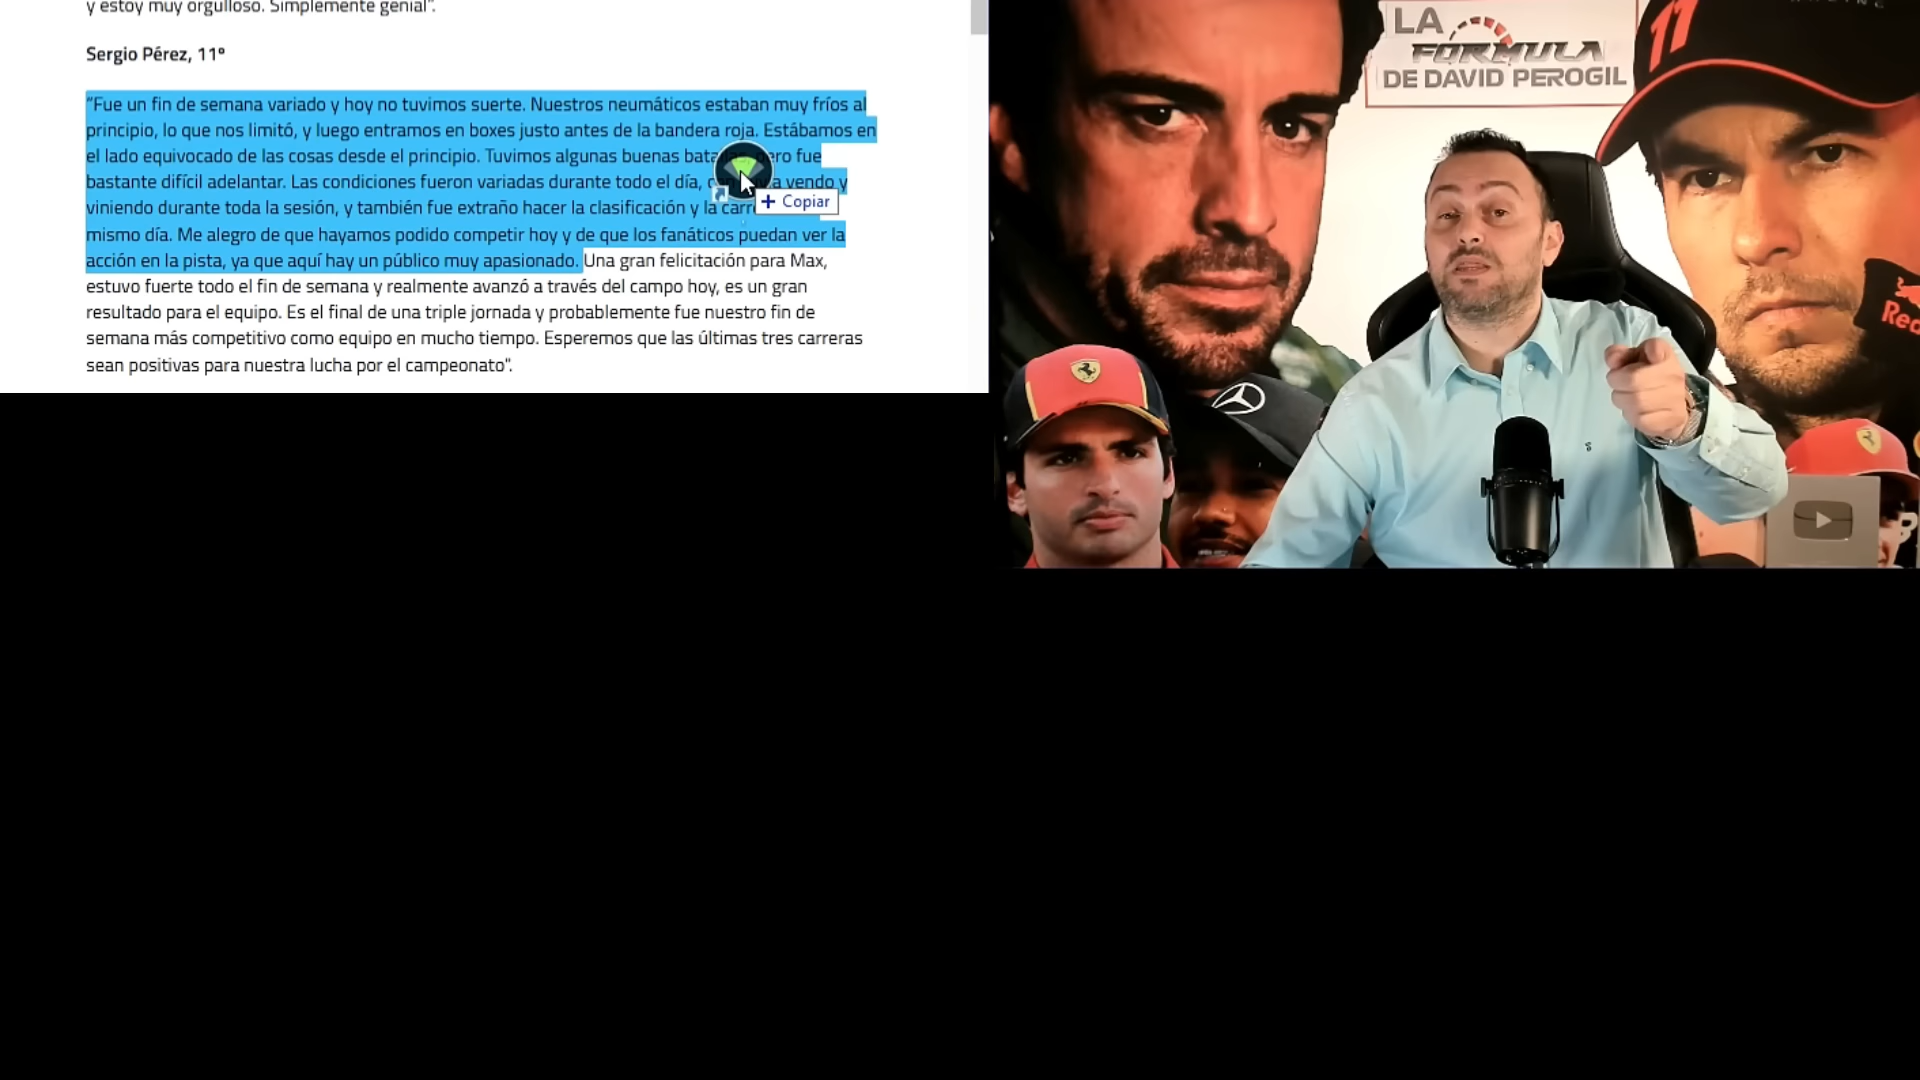 y estoy muy orgulloso. Simplemente genial".
Sergio Pérez, 11º
"Fue un fin de semana variado y hoy no tuvimos suerte. Nuestros neumáticos estaban muy fríos al
principio, lo que nos limitó, y luego entramos en boxes justo antes de la bandera roja. Estábamos en
el lado equivocado de las cosas desde el principio. Tuvimos algunas buenas fue
bastante difícil adelantar. Las condiciones fueron variadas durante todo el día, vendo y
viniendo durante toda la sesión, y también fue extraño hacer la clasificación y la
mismo día. Me alegro de que hayamos podido competir hoy y de que los fanáticos puedan ver la
acción en la pista, ya que aquí hay un público muy apasionado. Una gran felicitación para Max,
estuvo fuerte todo el fin de semana y realmente avanzó a través del campo hoy, es un gran
resultado para el equipo. Es el final de una triple jornada y probablemente fue nuestro fin de
semana más competitivo como equipo en mucho tiempo. Esperemos que las últimas tres carreras
sean positivas para nuestra lucha por el campeonato".
+ Copiar
LA
FORMULA
DE DAVID PEROGIL
11
Red